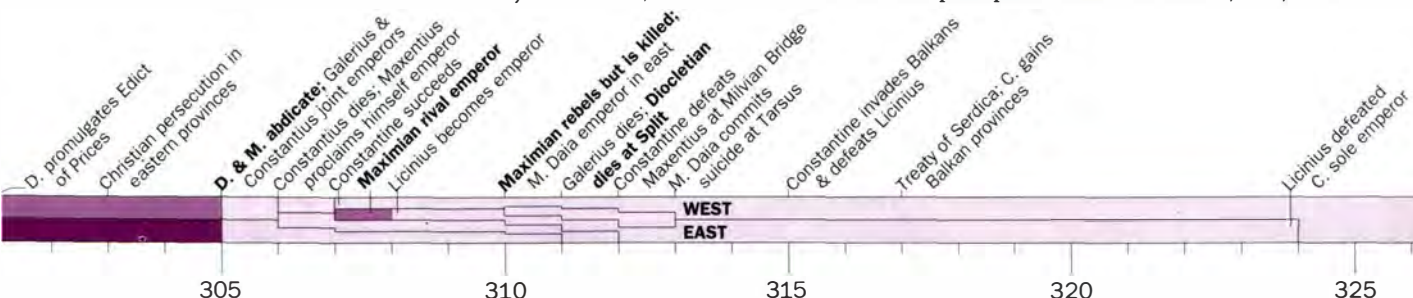 D. promulgates Edict
of Prices
Christian persecution in
eastern provinces
D. & M. abdicate; Galerius &
Constantius joint emperors
Constantius dies; Maxentius
proclaims himself emperor
Constantine succeeds
Maximian rival emperor
Licinius becomes emperor
Maximian rebels but is killed;
M. Daia emperor in east
Galerius dies; Diocletian
dies at Split
Constantine defeats
Maxentius at Milvian Bridge
M. Daia commits
suicide at Tarsus
Constantine invades Balkans
& defeats Licinius
Treaty of Serdica; C. gains
Balkan provinces
Licinius defeated
C. sole emperor
WEST
EAST
305 310 315 320 325